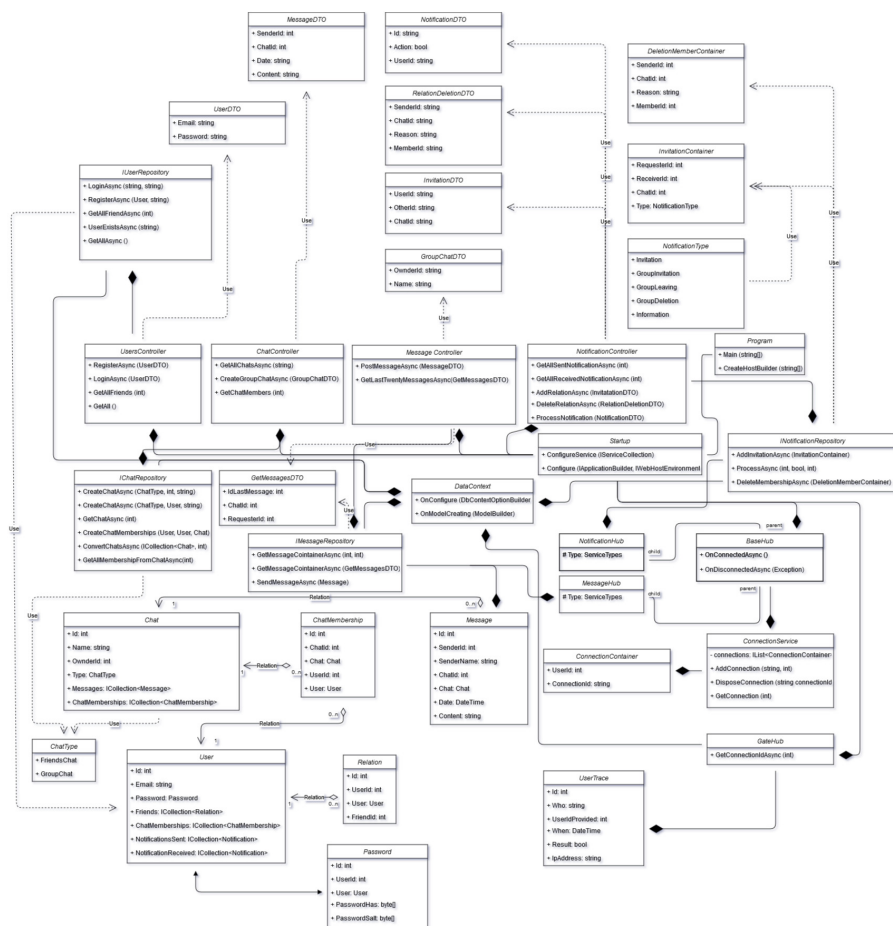 MessageDTO
+ SenderId: int
+ ChatId: int
+ Date: string
+ Content: string
NotificationDTO
+ Id: string
+ Action: bool
+ UserId: string
DeletionMemberContainer
+ SenderId: int
+ ChatId: int
+ Reason: string
+ MemberId: int
RelationDeletionDTO
+ SenderId: string
+ ChatId: string
+ Reason: string
+ MemberId: string
UserDTO
+ Email: string
+ Password: string
Use
InvitationContainer
+ RequesterId: int
+ ReceiverId: int
+ ChatId: int
+ Type: NotificationType
IUserRepository
+ LoginAsync (string, string)
+ RegisterAsync (User, string)
+ GetAllFriendAsync (int)
+ UserExistsAsync (string)
+ GetAllAsync ()
InvitationDTO
+ UserId: string
+ OtherId: string
+ ChatId: string
Use
Use
Use
NotificationType
+ Invitation
+ GroupInvitation
+ GroupLeaving
+ GroupDeletion
+ Information
GroupChatDTO
+ OwnderId: string
+ Name: string
Use
Use
Use
UsersController
+ RegisterAsync (UserDTO)
+ LoginAsync (UserDTO)
+ GetAllFriends (int)
+ GetAll ()
ChatController
+ GetAllChatsAsync (string)
+ CreateGroupChatAsync (GroupChatDTO)
+ GetChatMembers (int)
Message Controller
+ PostMessageAsync (MessageDTO)
+ GetLastTwentyMessagesAsync(GetMessagesDTO)
NotificationController
+ GetAllSentNotificationAsync (int)
+ GetAllReceivedNotificationAsync (int)
+ AddRelationAsync (InvitatationDTO)
+ DeleteRelationAsync (RelationDeletionDTO)
+ ProcessNotification (NotificationDTO)
Program
+ Main (string[])
+ CreateHostBuilder (string[])
Use
Startup
+ ConfigureService (IServiceCollection)
+ Configure (IApplicationBuilder, IWebHostEnvironment
INotificationRepository
+ AddInvitationAsync (InvitationContainer)
+ ProcessAsync (int, bool, int)
+ DeleteMembershipAsync (DeletionMemberContainer)
IChatRepository
+ CreateChatAsync (ChatType, int, string)
+ CreateChatAsync (ChatType, User, string)
+ GetChatAsync (int)
+ CreateChatMemberships (User, User, Chat)
+ ConvertChatsAsync (ICollection<Chat>, int)
+ GetAllMembershipFromChatAsync(int)
GetMessagesDTO
+ IdLastMessage: int
+ ChatId: int
+ RequesterId: int
Use
DataContext
+ OnConfigure (DbContextOptionBuilder
+ OnModelCreating (ModelBuilder)
IMessageRepository
+ GetMessageCointainerAsync (int, int)
+ GetMessageCointainerAsync (GetMessagesDTO)
+ SendMessageAsync (Message)
NotificationHub
# Type: ServiceTypes
child
parent
BaseHub
+ OnConnectedAsync ()
+ OnDisconnectedAsync (Exception)
MessageHub
# Type: ServiceTypes
child
parent
Use
Relation
1
0..n
Chat
+ Id: int
+ Name: string
+ OwnderId: int
+ Type: ChatType
+ Messages: ICollection<Message>
+ ChatMemberships: ICollection<ChatMembership>
ChatMembership
+ Id: int
+ ChatId: int
+ Chat: Chat
+ UserId: int
+ User: User
Relation
1
0..n
Message
+ Id: int
+ SenderId: int
+ SenderName: string
+ ChatId: int
+ Chat: Chat
+ Date: DateTime
+ Content: string
ConnectionContainer
+ UserId: int
+ ConnectionId: string
ConnectionService
- connections: IList<ConnectionContainer
+ AddConnection (string, int)
+ DisposeConnection (string connectionId
+ GetConnection (int)
Use
Relation
0..n
1
ChatType
+ FriendsChat
+ GroupChat
User
+ Id: int
+ Email: string
+ Password: Password
+ Friends: ICollection<Relation>
+ ChatMemberships: ICollection<ChatMembership>
+ NotificationsSent: ICollection<Notification>
+ NotificationReceived: ICollection<Notification>
Relation
1
0..n
Relation
+ Id: int
+ UserId: int
+ User: User
+ FriendId: int
GateHub
+ GetConnectionIdAsync (int)
UserTrace
+ Id: int
+ Who: string
+ UserIdProvided: int
+ When: DateTime
+ Result: bool
+ IpAddress: string
Use
Password
+ Id: int
+ UserId: int
+ User: User
+ PasswordHas: byte[]
+ PasswordSalt: byte[]